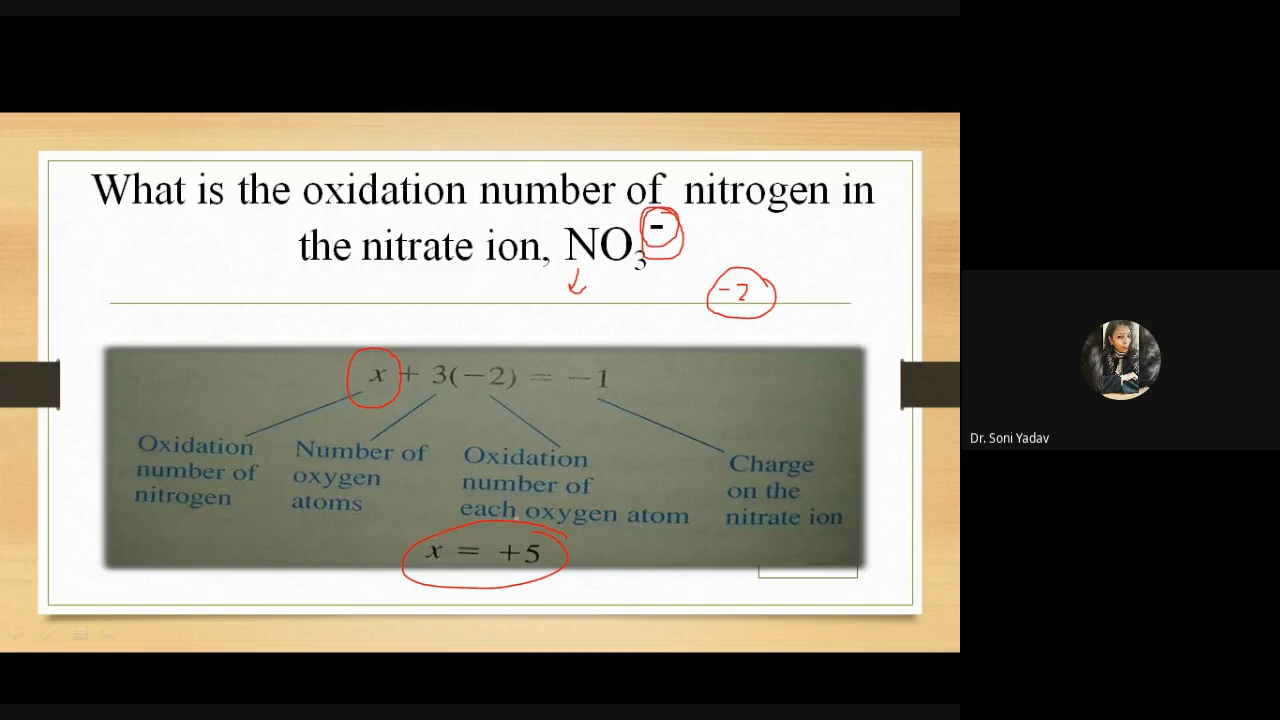 What is the oxidation number of nitrogen in
the nitrate ion, NO₃⁻
-2
x + 3(−2) = −1
Oxidation
number of
nitrogen
Number of
oxygen
atoms
Oxidation
number of
each oxygen atom
Charge
on the
nitrate ion
x = +5
Dr. Soni Yadav